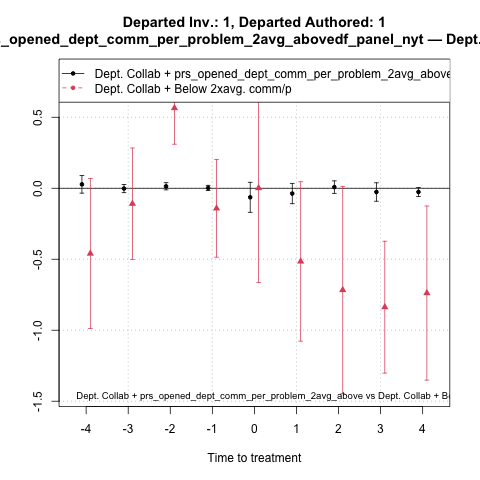 Departed Inv.: 1, Departed Authored: 1
_opened_dept_comm_per_problem_2avg_abovedf_panel_nyt — Dept.
Dept. Collab + prs_opened_dept_comm_per_problem_2avg_above
Dept. Collab + Below 2xavg. comm/p
0.5
0.0
-0.5
-1.0
-1.5
Dept. Collab + prs_opened_dept_comm_per_problem_2avg_above vs Dept. Collab + Be
-4 -3 -2 -1 0 1 2 3 4
Time to treatment